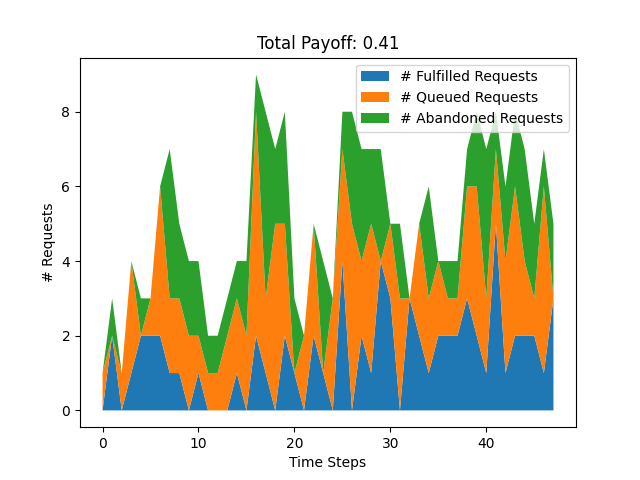 Total Payoff: 0.41
# Fulfilled Requests
# Queued Requests
# Abandoned Requests
# Requests
8
6
4
2
0
0 10 20 30 40
Time Steps